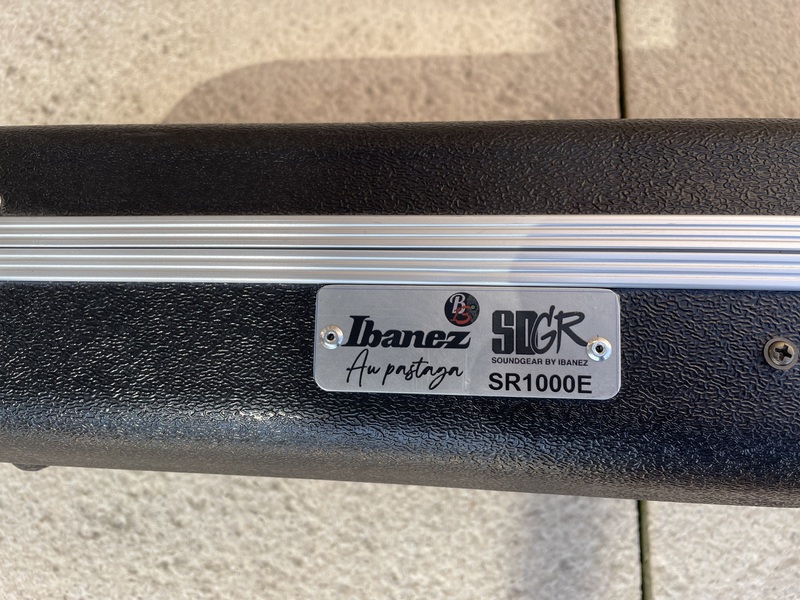 BB
Ibanez
Au pastaga
SDGR
SOUNDGEAR BY IBANEZ
SR1000E